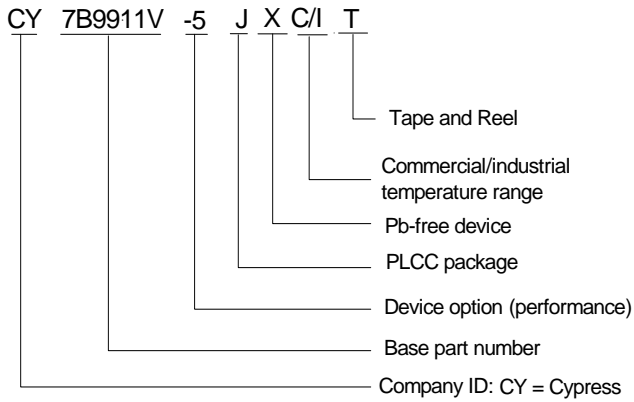 CY 7B9911V -5 J X C/I T
Tape and Reel
Commercial/industrial
temperature range
Pb-free device
PLCC package
Device option (performance)
Base part number
Company ID: CY = Cypress